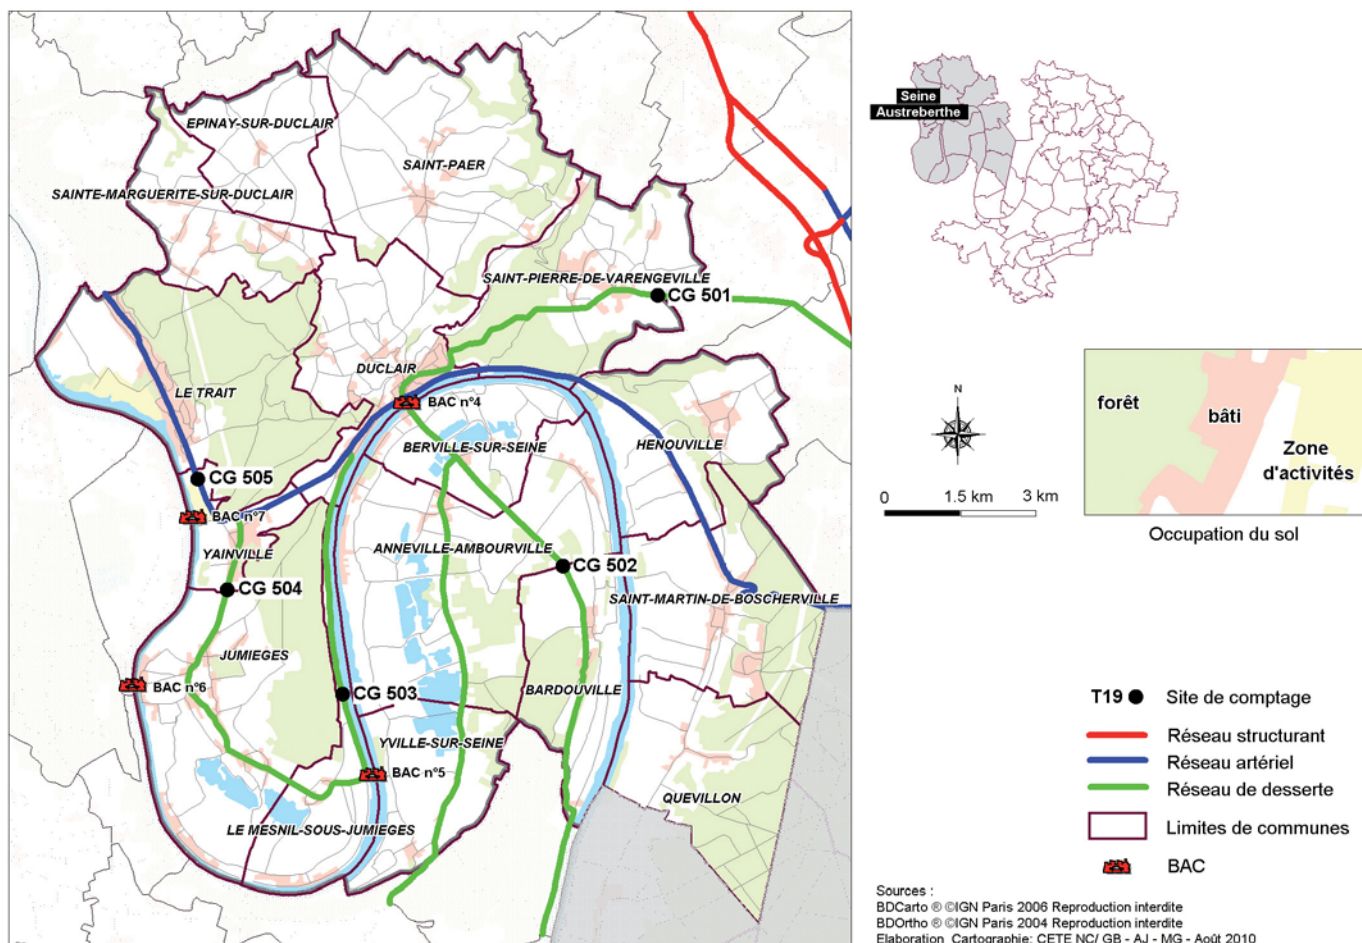 EPINAY-SUR-DUCLAIR
SAINT-PAER
SAINTE-MARGUERITE-SUR-DUCLAIR
SAINT-PIERRE-DE-VARENGEVILLE
CG 501
DUCLAIR
LE TRAIT
BAC n°4
BERVILLE-SUR-SEINE
HENOUVILLE
CG 505
BAC n°7
YAINVILLE
ANNEVILLE-AMBOURVILLE
CG 502
CG 504
SAINT-MARTIN-DE-BOSCHERVILLE
JUMIEGES
BAC n°6
CG 503
BARDOUVILLE
YVILLE-SUR-SEINE
BAC n°5
QUEVILLON
LE MESNIL-SOUS-JUMIEGES
Seine
Austreberthe
N
0 1.5 km 3 km
forêt
bâti
Zone
d'activités
Occupation du sol
T19 Site de comptage
Réseau structurant
Réseau artériel
Réseau de desserte
Limites de communes
BAC
Sources :
BDCarto ® ©IGN Paris 2006 Reproduction interdite
BDOrtho ® ©IGN Paris 2004 Reproduction interdite
Elaboration Cartographie: CETE NC/ GB - AJ - MG - Août 2010